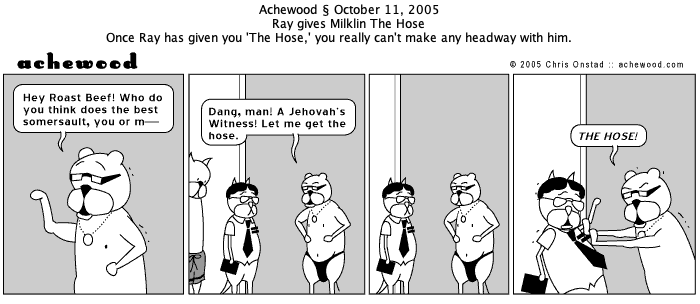 Achewood § October 11, 2005
Ray gives Milklin The Hose
Once Ray has given you 'The Hose,' you really can't make any headway with him.
achewood
© 2005 Chris Onstad :: achewood.com
Hey Roast Beef! Who do
you think does the best
somersault, you or m—
Dang, man! A Jehovah's
Witness! Let me get the
hose.
THE HOSE!